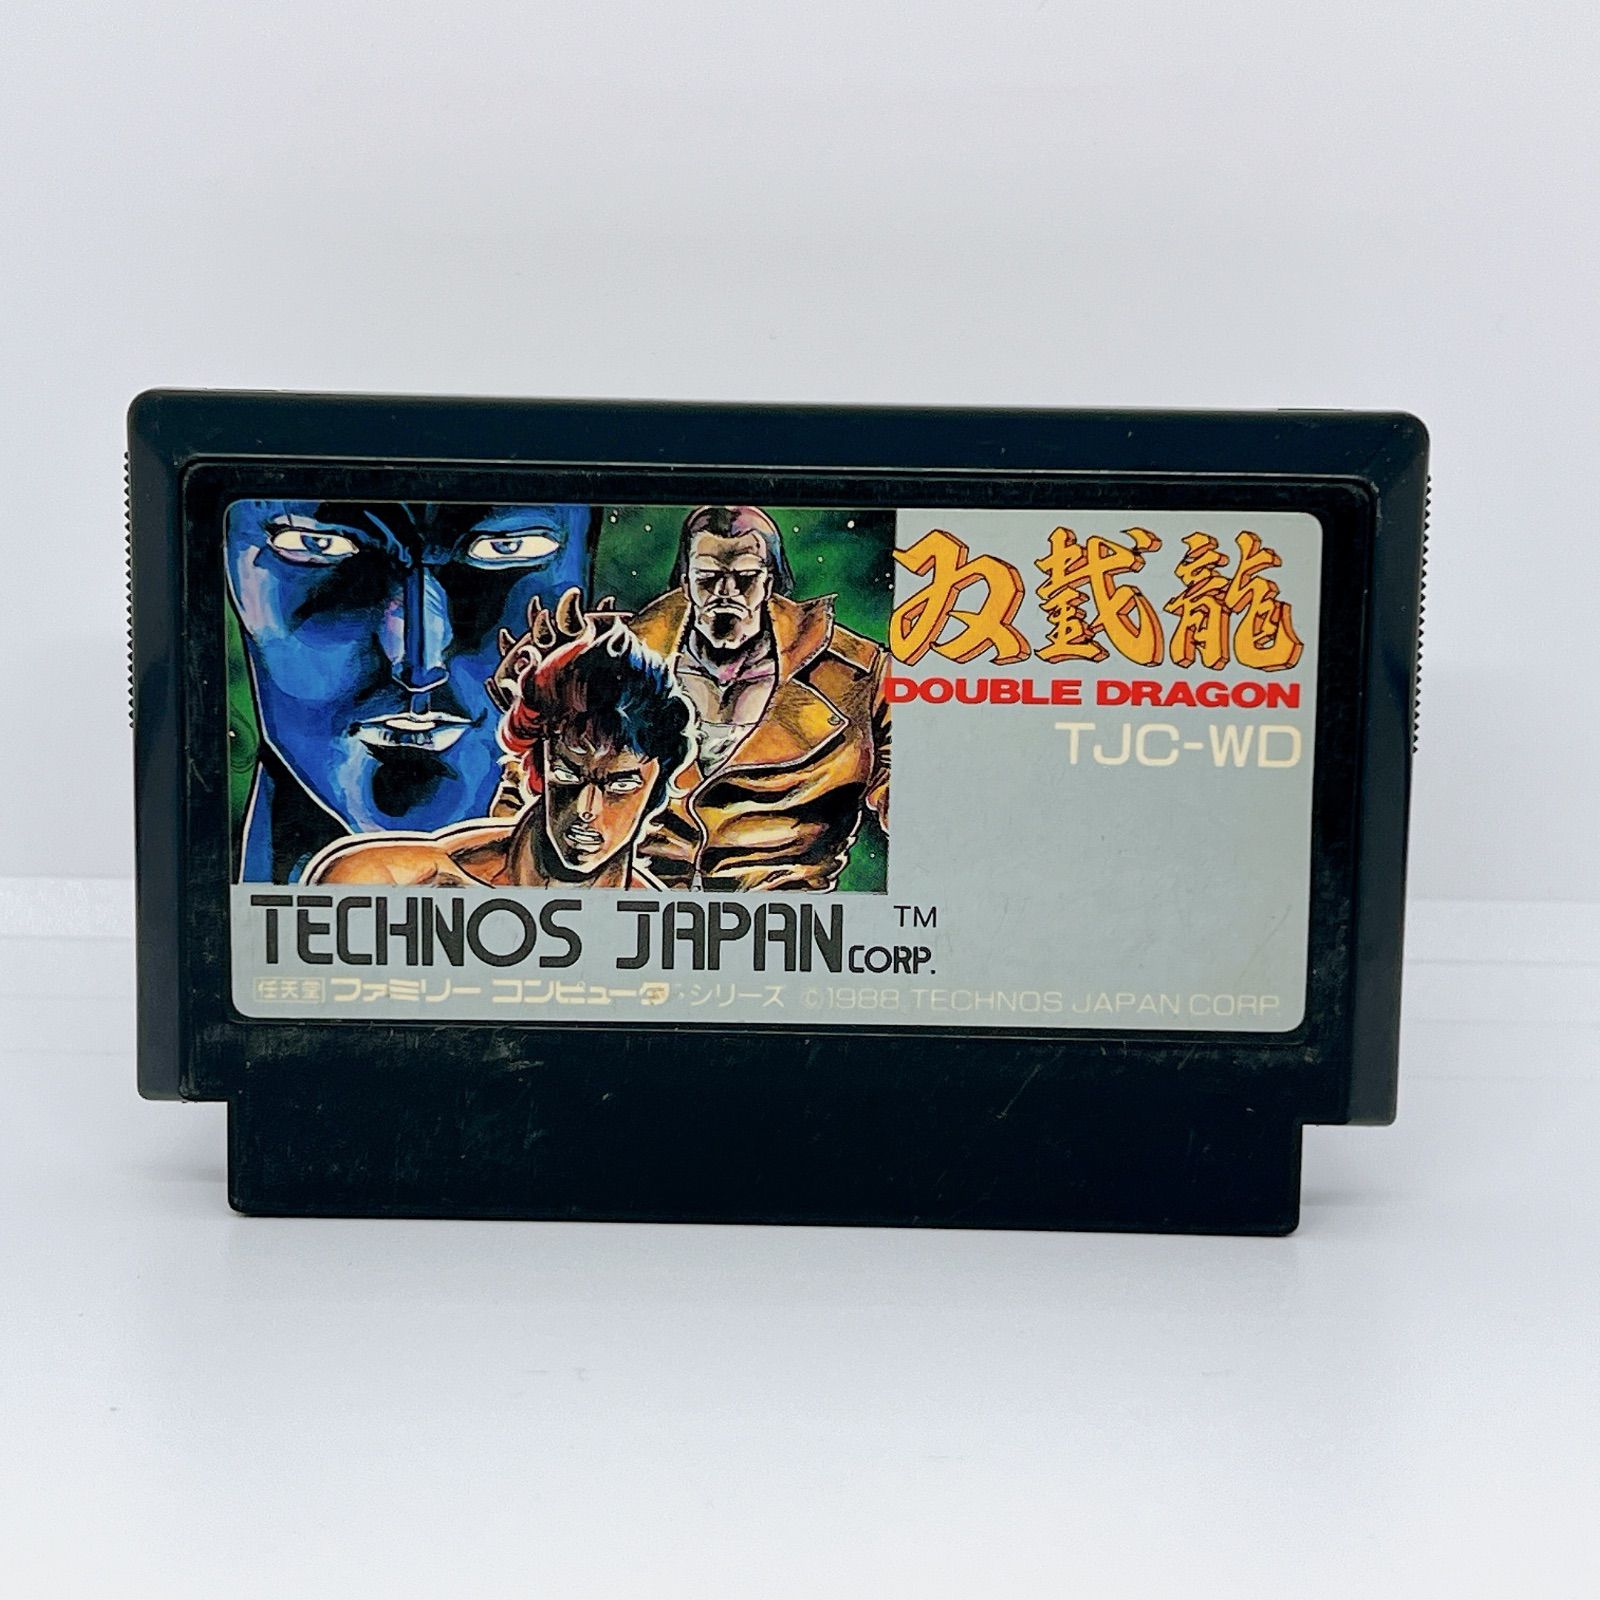 双截龍
DOUBLE DRAGON
TJC-WD
TECHNOS JAPAN CORP. TM
任天堂 ファミリー コンピュータ シリーズ ©1988 TECHNOS JAPAN CORP.